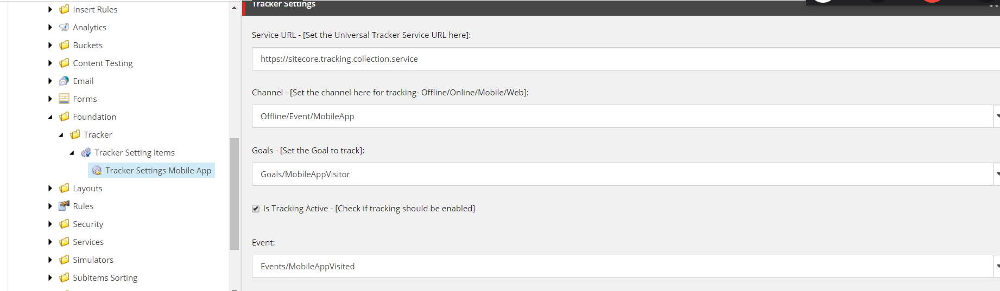 Insert Rules
Analytics
Buckets
Content Testing
Email
Forms
Foundation
Tracker
Tracker Setting Items
Tracker Settings Mobile App
Layouts
Rules
Security
Services
Simulators
Subitems Sorting
Tracker Settings
Service URL - [Set the Universal Tracker Service URL here]:
https://sitecore.tracking.collection.service
Channel - [Set the channel here for tracking- Offline/Online/Mobile/Web]:
Offline/Event/MobileApp
Goals - [Set the Goal to track]:
Goals/MobileAppVisitor
Is Tracking Active - [Check if tracking should be enabled]
Event:
Events/MobileAppVisited